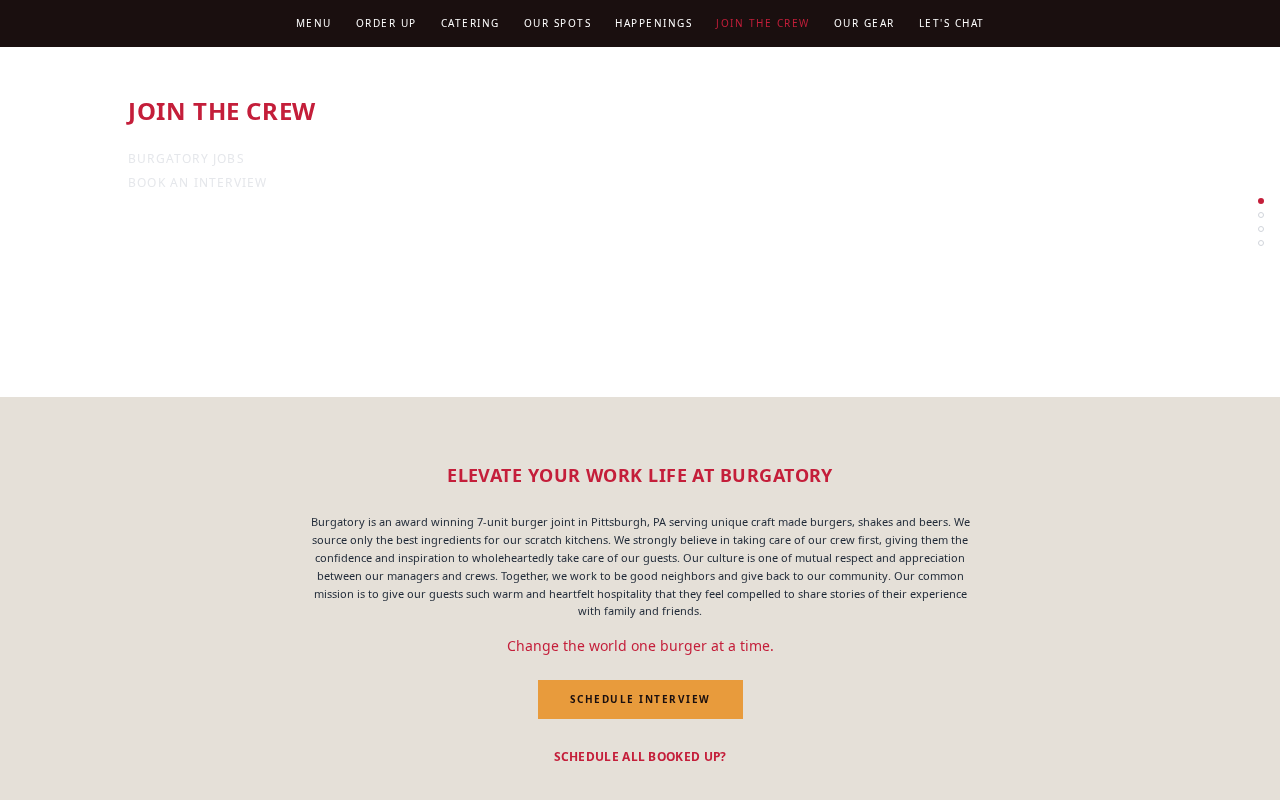 MENU ORDER UP CATERING OUR SPOTS HAPPENINGS JOIN THE CREW OUR GEAR LET'S CHAT
JOIN THE CREW
BURGATORY JOBS
BOOK AN INTERVIEW
ELEVATE YOUR WORK LIFE AT BURGATORY
Burgatory is an award winning 7-unit burger joint in Pittsburgh, PA serving unique craft made burgers, shakes and beers. We
source only the best ingredients for our scratch kitchens. We strongly believe in taking care of our crew first, giving them the
confidence and inspiration to wholeheartedly take care of our guests. Our culture is one of mutual respect and appreciation
between our managers and crews. Together, we work to be good neighbors and give back to our community. Our common
mission is to give our guests such warm and heartfelt hospitality that they feel compelled to share stories of their experience
with family and friends.
Change the world one burger at a time.
SCHEDULE INTERVIEW
SCHEDULE ALL BOOKED UP?